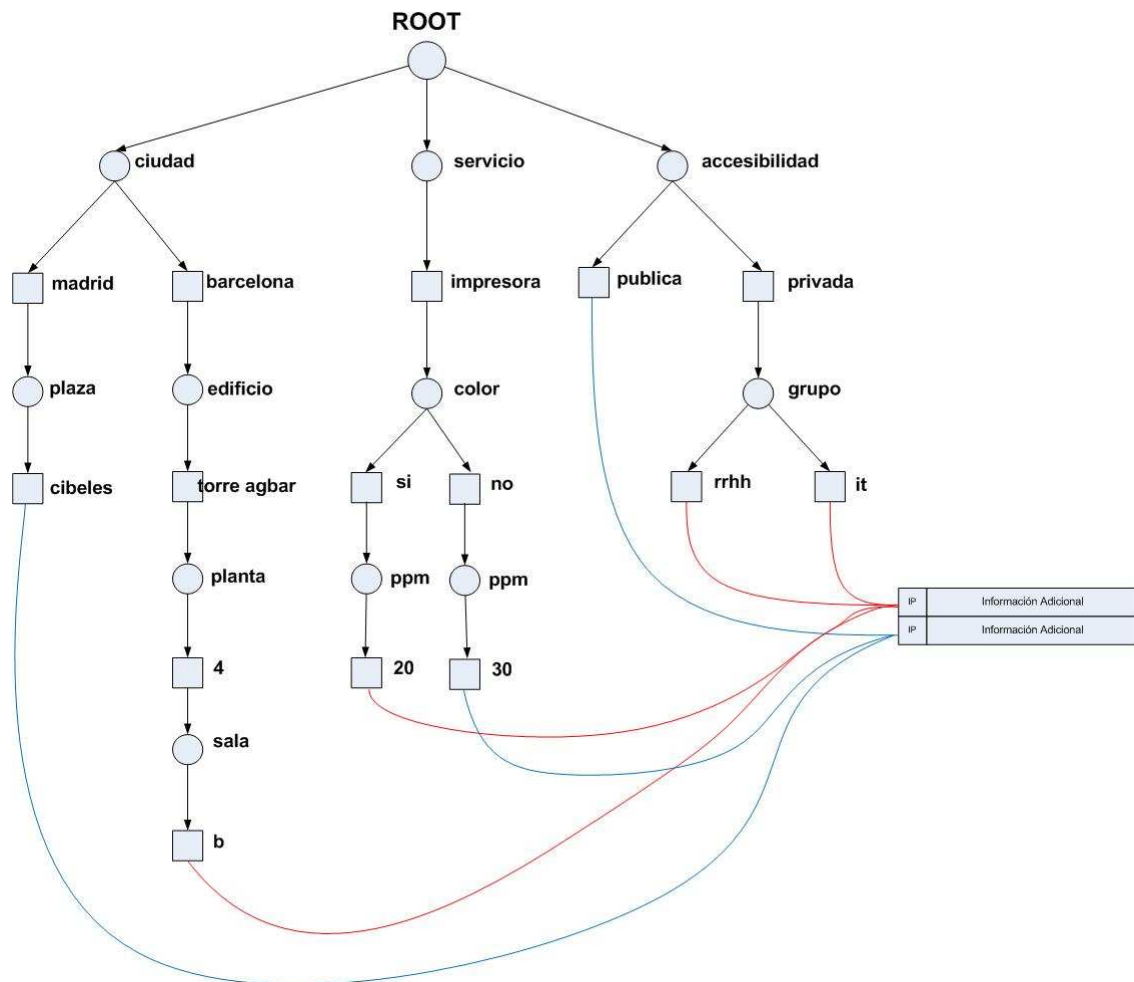 ROOT
ciudad
servicio
accesibilidad
madrid
barcelona
impresora
publica
privada
plaza
edificio
color
grupo
cibeles
torre agbar
si
no
rrhh
it
planta
ppm
ppm
IP Información Adicional
IP Información Adicional
4
20
30
sala
b